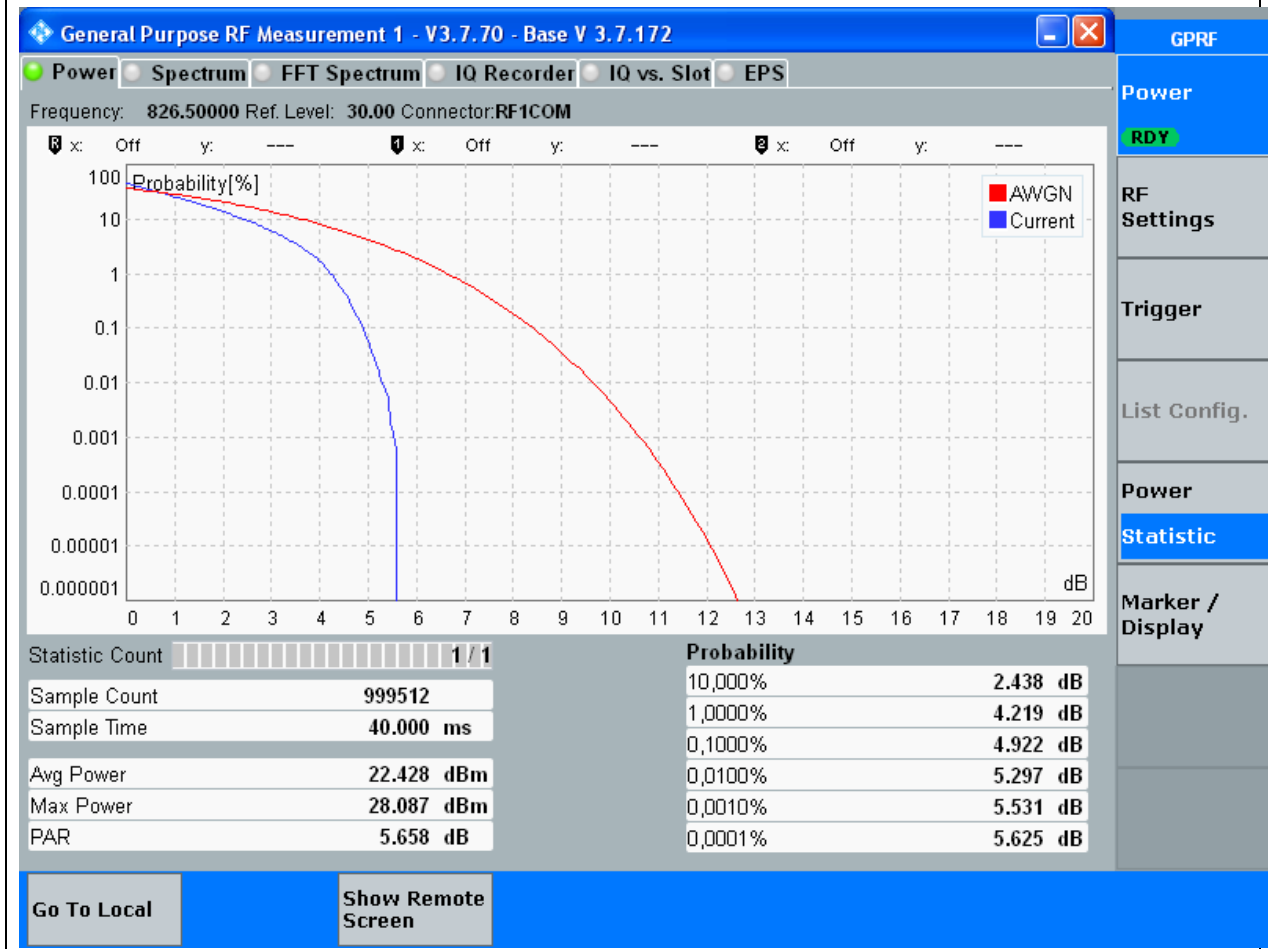 General Purpose RF Measurement 1 - V3.7.70 - Base V 3.7.172
Power Spectrum FFT Spectrum IQ Recorder IQ vs. Slot EPS
Frequency: 826.50000 Ref. Level: 30.00 Connector:RF1COM
R x: Off y: --- 1 x: Off y: --- 2 x: Off y: ---
Probability[%]
100
10
1
0.1
0.01
0.001
0.0001
0.00001
0.000001
AWGN
Current
dB
0 1 2 3 4 5 6 7 8 9 10 11 12 13 14 15 16 17 18 19 20
Statistic Count 1 / 1
Sample Count 999512
Sample Time 40.000 ms
Avg Power 22.428 dBm
Max Power 28.087 dBm
PAR 5.658 dB
Probability
10,000% 2.438 dB
1,0000% 4.219 dB
0,1000% 4.922 dB
0,0100% 5.297 dB
0,0010% 5.531 dB
0,0001% 5.625 dB
GPRF
Power
RDY
RF
Settings
Trigger
List Config.
Power
Statistic
Marker /
Display
Go To Local
Show Remote
Screen